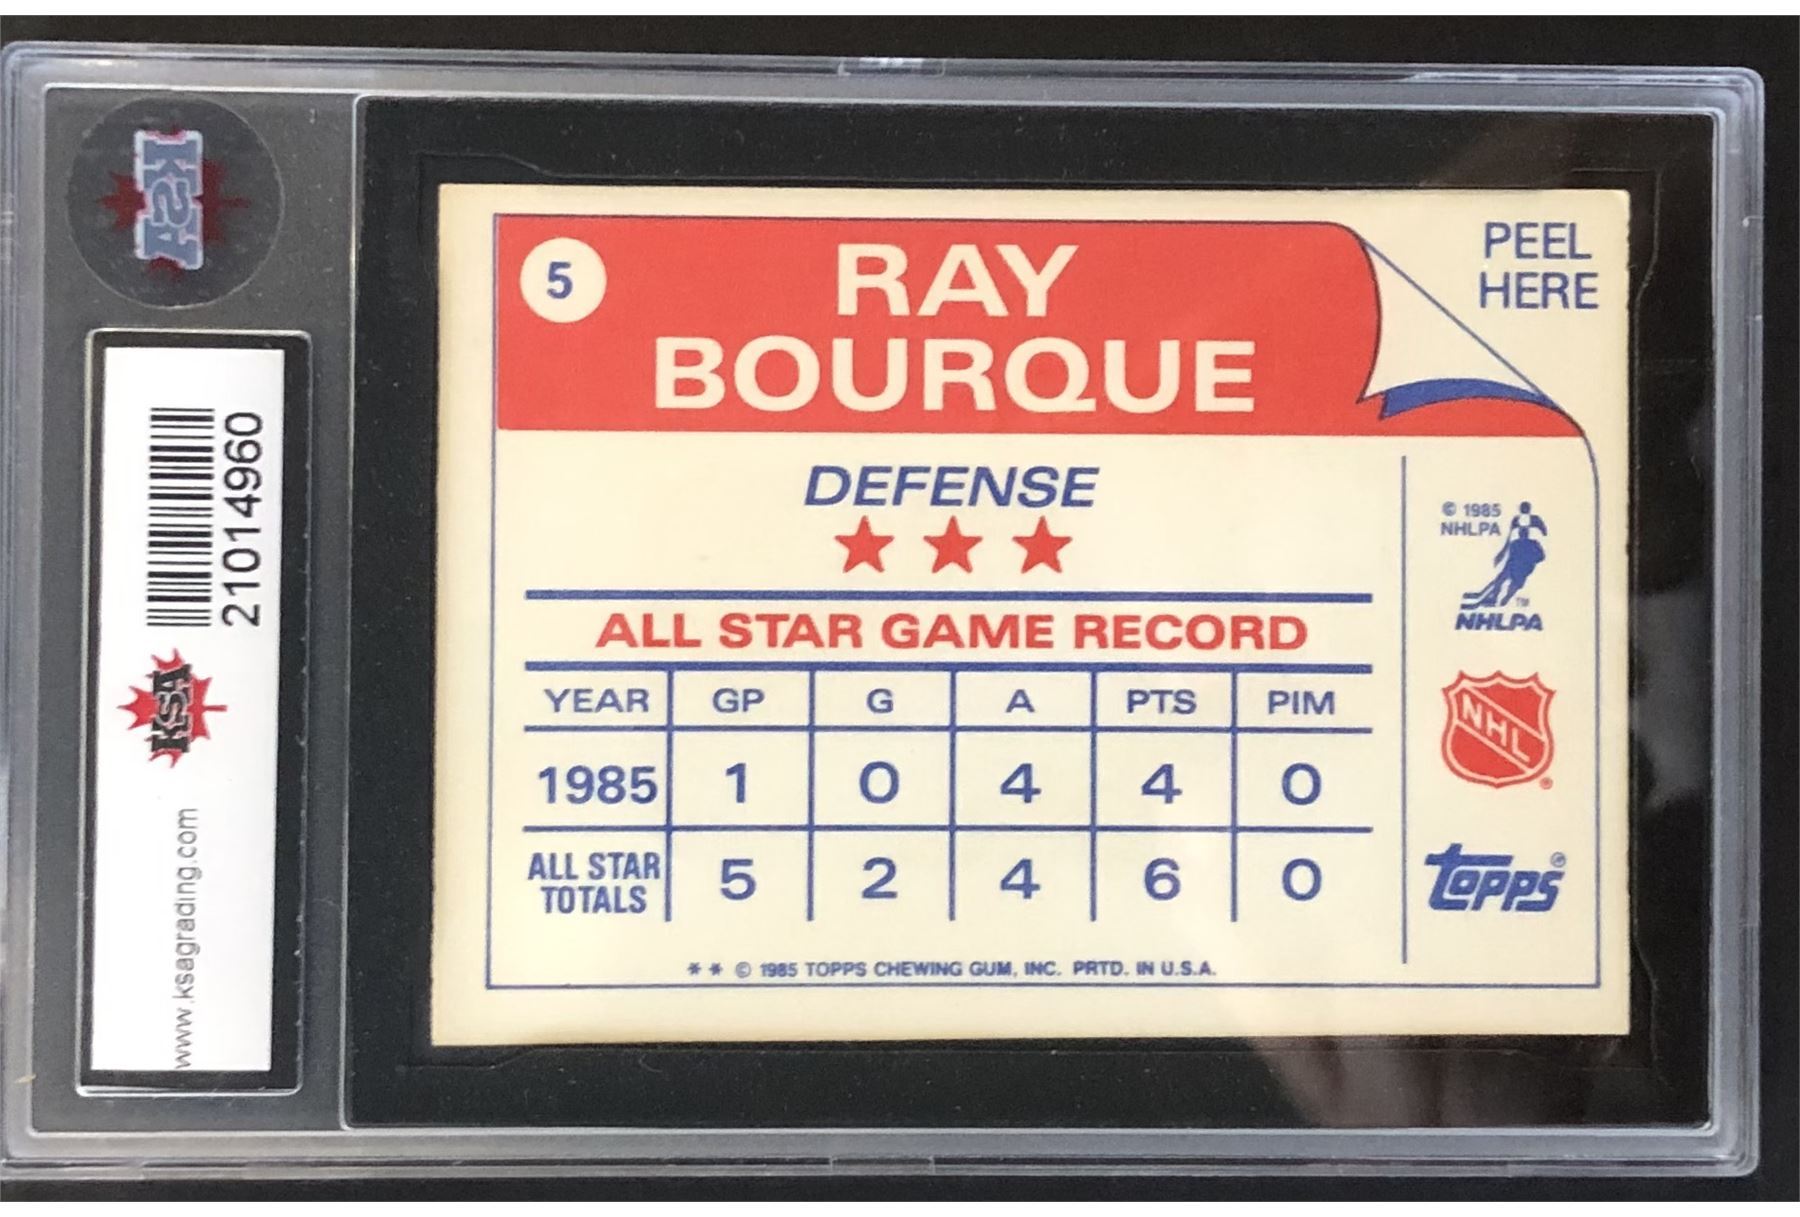 KSA
21014960
KSA
www.ksagrading.com
5
RAY
BOURQUE
PEEL
HERE
DEFENSE
ALL STAR GAME RECORD
YEAR GP G A PTS PIM
1985 1 0 4 4 0
ALL STAR
TOTALS 5 2 4 6 0
** © 1985 TOPPS CHEWING GUM, INC. PRTD. IN U.S.A.
© 1985
NHLPA
TM
NHLPA
NHL®
Topps®